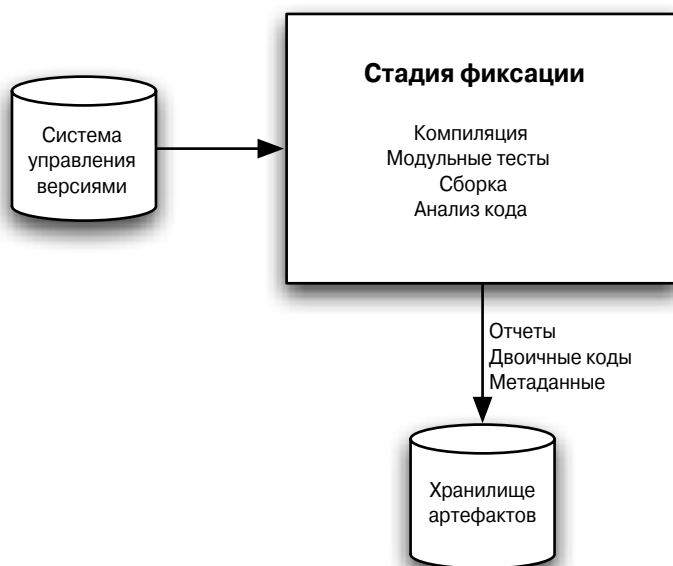 Стадия фиксации
Система
управления
версиями
Компиляция
Модульные тесты
Сборка
Анализ кода
Отчеты
Двоичные коды
Метаданные
Хранилище
артефактов